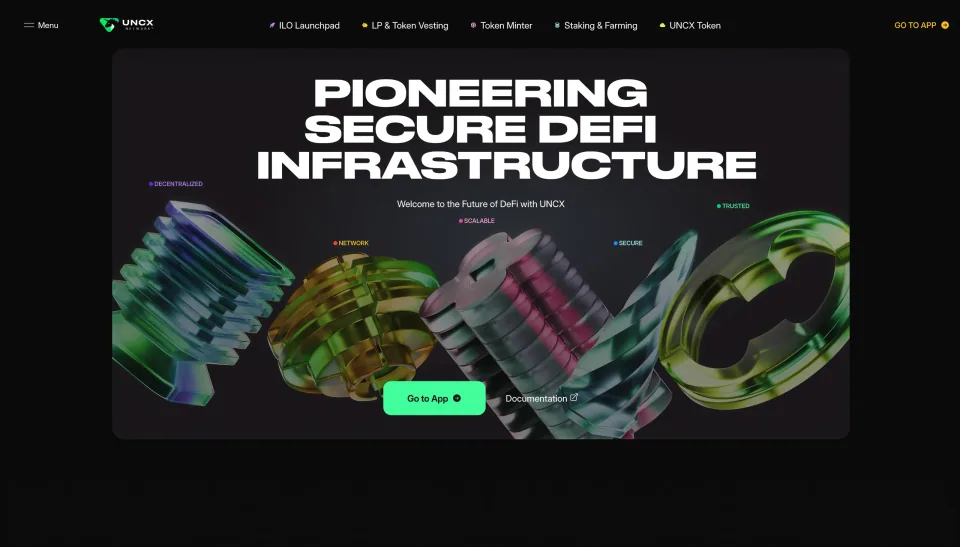 Menu
UNCX
NETWORK
ILO Launchpad
LP & Token Vesting
Token Minter
Staking & Farming
UNCX Token
GO TO APP
PIONEERING
SECURE DEFI
INFRASTRUCTURE
DECENTRALIZED
Welcome to the Future of DeFi with UNCX
TRUSTED
SCALABLE
NETWORK
SECURE
Go to App
Documentation